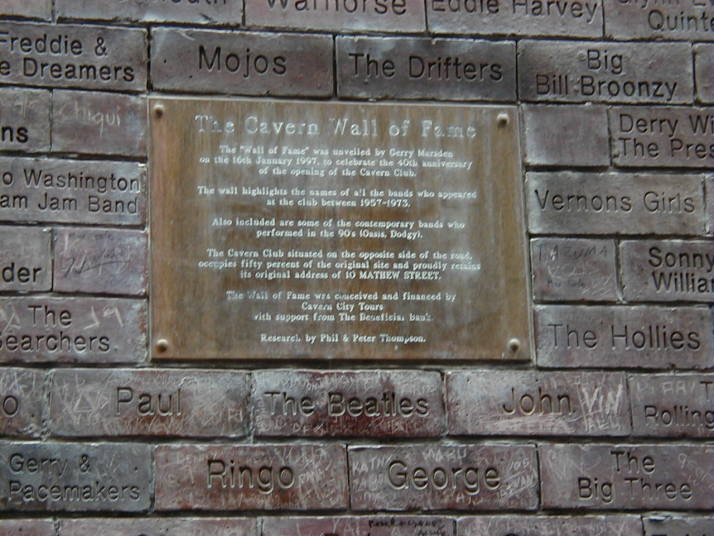 Warhorse
Eddie Harvey
Freddie &
Dreamers
Mojos
The Drifters
Big
Bill Broonzy
Chiqui
The Cavern Wall of Fame
The "Wall of Fame" was unveiled by Gerry Marsden
on the 16th January 1997, to celebrate the 40th anniversary
of the opening of the Cavern Club.
The wall highlights the names of all the bands who appeared
at the club between 1957-1973.
Also included are some of the contemporary bands who
performed in the 90's (Oasis, Dodgy).
The Cavern Club situated on the opposite side of the road,
occupies fifty percent of the original site and proudly retains
its original address of 10 MATHEW STREET.
The Wall of Fame was conceived and financed by
Cavern City Tours
with support from The Beneficial bank.
Research by Phil & Peter Thompson.
Derry Wi
The Pres
Washington
am Jam Band
Vernons Girls
der
Sonny
William
The
Searchers.
The Hollies
Paul
The Beatles
John
Rolling
Gerry &
Pacemakers
Ringo
George
The
Big Three